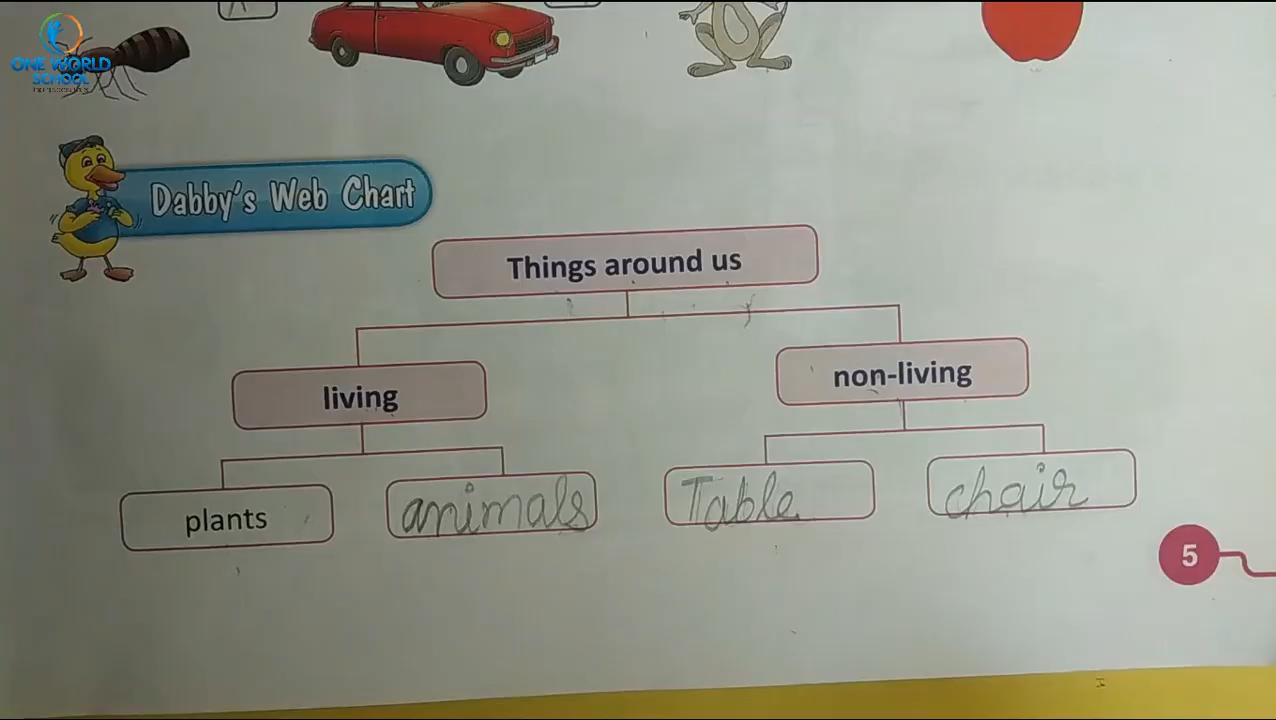 ONE WORLD
SCHOOL
Dabby's Web Chart
Things around us
living
non-living
plants
animals
Table
chair
5